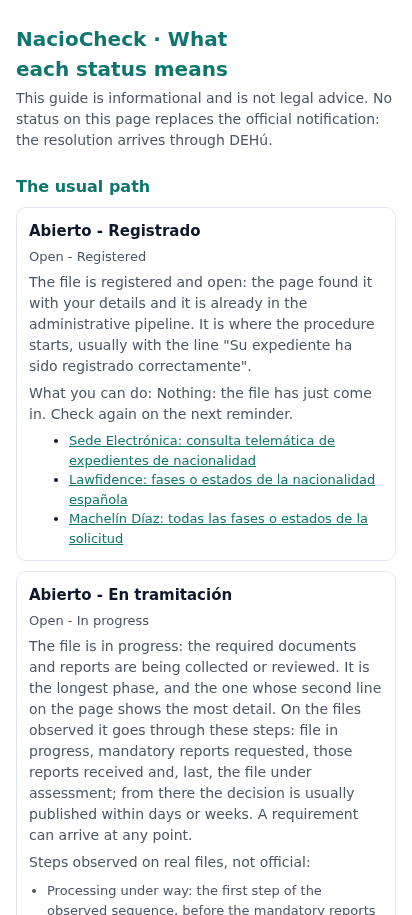 NacioCheck · What
each status means
This guide is informational and is not legal advice. No
status on this page replaces the official notification:
the resolution arrives through DEHú.
The usual path
Abierto - Registrado
Open - Registered
The file is registered and open: the page found it
with your details and it is already in the
administrative pipeline. It is where the procedure
starts, usually with the line "Su expediente ha
sido registrado correctamente".
What you can do: Nothing: the file has just come
in. Check again on the next reminder.
• Sede Electrónica: consulta telemática de
expedientes de nacionalidad
• Lawfidence: fases o estados de la nacionalidad
española
• Machelín Díaz: todas las fases o estados de la
solicitud
Abierto - En tramitación
Open - In progress
The file is in progress: the required documents
and reports are being collected or reviewed. It is
the longest phase, and the one whose second line
on the page shows the most detail. On the files
observed it goes through these steps: file in
progress, mandatory reports requested, those
reports received and, last, the file under
assessment; from there the decision is usually
published within days or weeks. A requirement
can arrive at any point.
Steps observed on real files, not official:
• Processing under way: the first step of the
observed sequence, before the mandatory reports